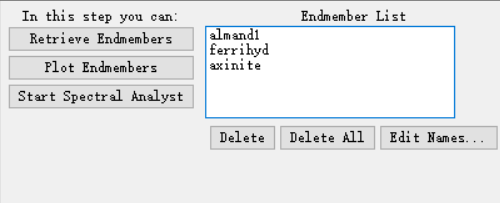 In this step you can:
Endmember List
Retrieve Endmembers
Plot Endmembers
Start Spectral Analyst
almand1
ferrihyd
axinite
Delete
Delete All
Edit Names...